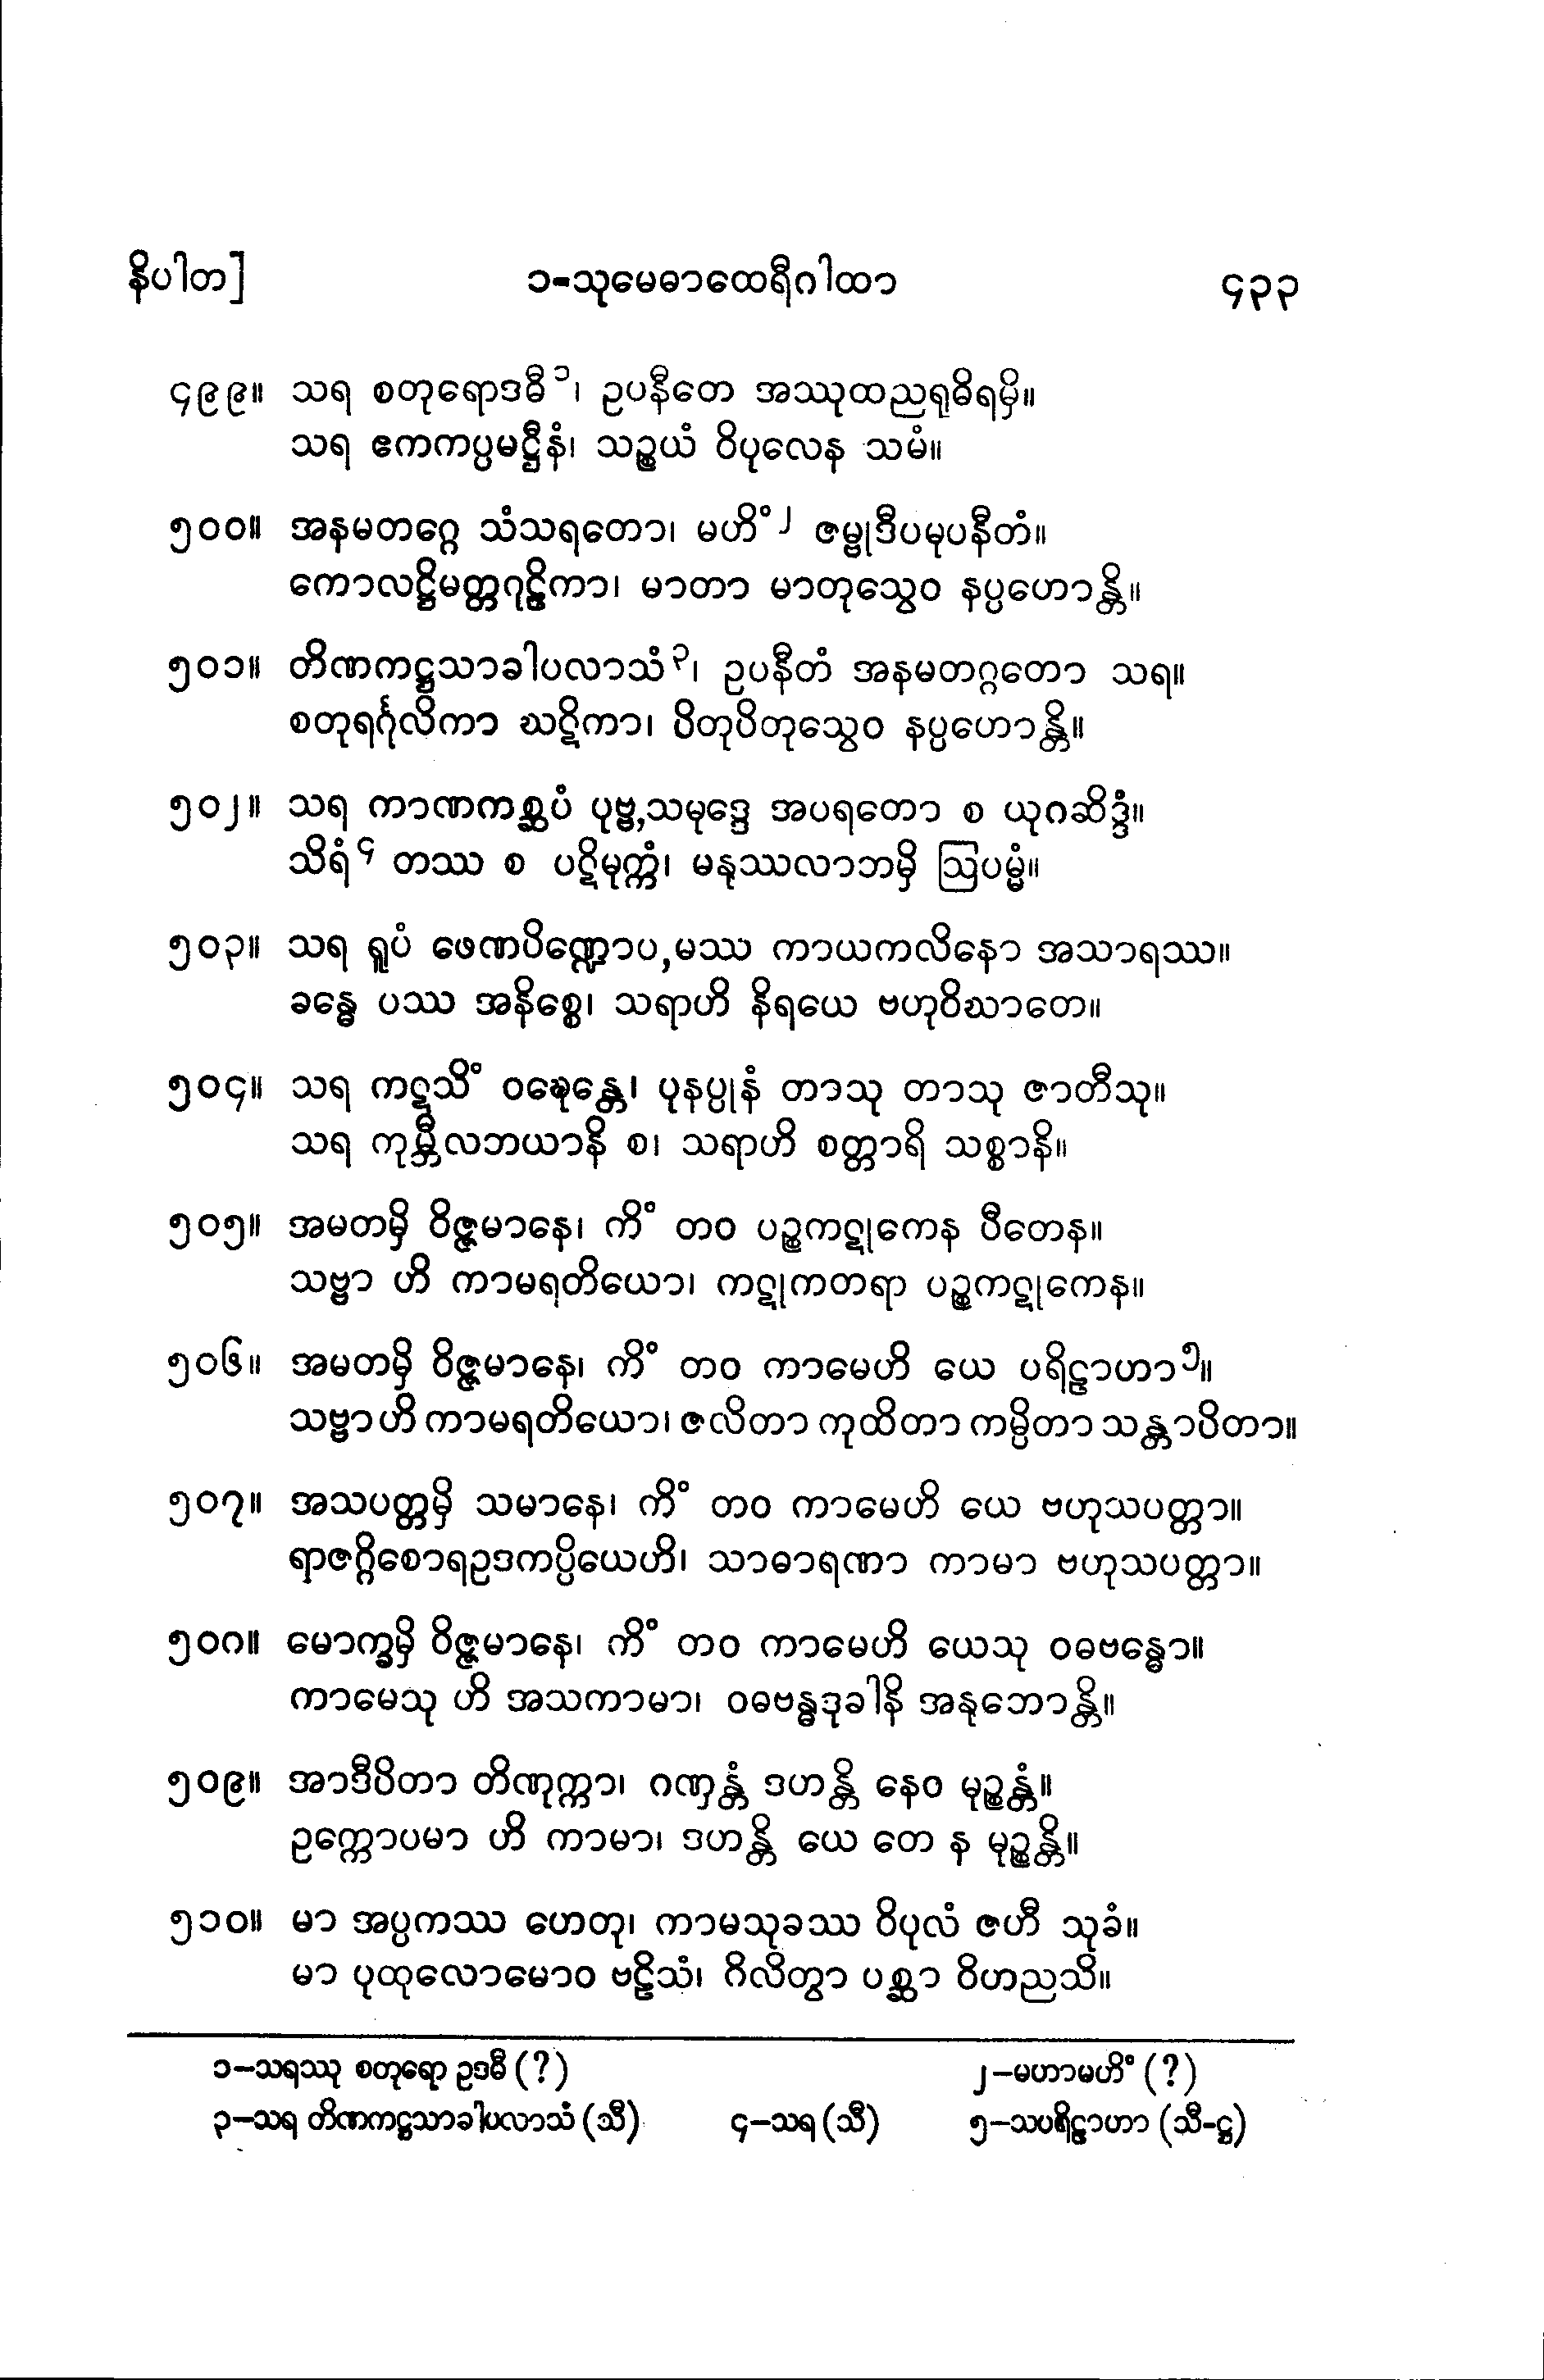 နိပါတ]	၁-သုမေဓာထေရီဂါထာ	၄၃၃
၄၉၉။ သရ စတုရောဒဓီ၁၊ ဥပနီတေ အဿုထညရုဓိရမှိ။
သရ ဧကကပ္ပမဋ္ဌီနံ၊ သဉ္စယံ ဝိပုလေန သမံ။
၅၀၀။ အနမတဂ္ဂေ သံသရတော၊ မဟိံ၂ ဇမ္ဗုဒီပမုပနီတံ။
ကောလဋ္ဌိမတ္တဂုဠိကာ၊ မာတာ မာတုသွေဝ နပ္ပဟောန္တိ။
၅၀၁။ တိဏကဋ္ဌသာခါပလာသံ၃၊ ဥပနီတံ အနမတဂ္ဂတော သရ။
စတုရင်္ဂုလိကာ ဃဋိကာ၊ ပိတုပိတုသွေဝ နပ္ပဟောန္တိ။
၅၀၂။ သရ ကာဏကစ္ဆပံ ပုဗ္ဗ,သမုဒ္ဒေ အပရတော စ ယုဂဆိဒ္ဒံ။
သိရံ၄ တဿ စ ပဋိမုက္ကံ၊ မနုဿလာဘမှိ ဩပမ္မံ။
၅၀၃။ သရ ရူပံ ဖေဏပိဏ္ဍောပ,မဿ ကာယကလိနော အသာရဿ။
ခန္ဓေ ပဿ အနိစ္စေ၊ သရာဟိ နိရယေ ဗဟုဝိဃာတေ။
၅၀၄။ သရ ကဋသိံ ဝဍ္ဎေန္တေ၊ ပုနပ္ပုနံ တာသု တာသု ဇာတီသု။
သရ ကုမ္ဘီလဘယာနိ စ၊ သရာဟိ စတ္တာရိ သစ္စာနိ။
၅၀၅။ အမတမှိ ဝိဇ္ဇမာနေ၊ ကိံ တဝ ပဉ္စကဋုကေန ပီတေန။
သဗ္ဗာ ဟိ ကာမရတိယော၊ ကဋုကတရာ ပဉ္စကဋုကေန။
၅၀၆။ အမတမှိ ဝိဇ္ဇမာနေ၊ ကိံ တဝ ကာမေဟိ ယေ ပရိဠာဟာ၅။
သဗ္ဗာ ဟိ ကာမရတိယော၊ ဇလိတာ ကုထိတာ ကမ္ပိတာ သန္တာပိတာ။
၅၀၇။ အသပတ္တမှိ သမာနေ၊ ကိံ တဝ ကာမေဟိ ယေ ဗဟုသပတ္တာ။
ရာဇဂ္ဂိစောရဥဒကပ္ပိယေဟိ၊ သာဓာရဏာ ကာမာ ဗဟုသပတ္တာ။
၅၀၈။ မောက္ခမှိ ဝိဇ္ဇမာနေ၊ ကိံ တဝ ကာမေဟိ ယေသု ဝဓဗန္ဓော။
ကာမေသု ဟိ အသကာမာ၊ ဝဓဗန္ဓဒုခါနိ အနုဘောန္တိ။
၅၀၉။ အာဒီပိတာ တိဏုက္ကာ၊ ဂဏှန္တံ ဒဟန္တိ နေဝ မုဉ္စန္တံ။
ဥက္ကောပမာ ဟိ ကာမာ၊ ဒဟန္တိ ယေ တေ န မုဉ္စန္တိ။
၅၁၀။ မာ အပ္ပကဿ ဟေတု၊ ကာမသုခဿ ဝိပုလံ ဇဟီ သုခံ။
မာ ပုထုလောမောဝ ဗဠိသံ၊ ဂိလိတွာ ပစ္ဆာ ဝိဟညသိ။
၁–သရဿု စတုရော ဥဒဓီ (?)	၂–မဟာမဟိံ (?)
၃–သရ တိဏကဋ္ဌသာခါပလာသံ (သီ)	၄–သရ (သီ)	၅–သပရိဠာဟာ (သီ-ဋ္ဌ)